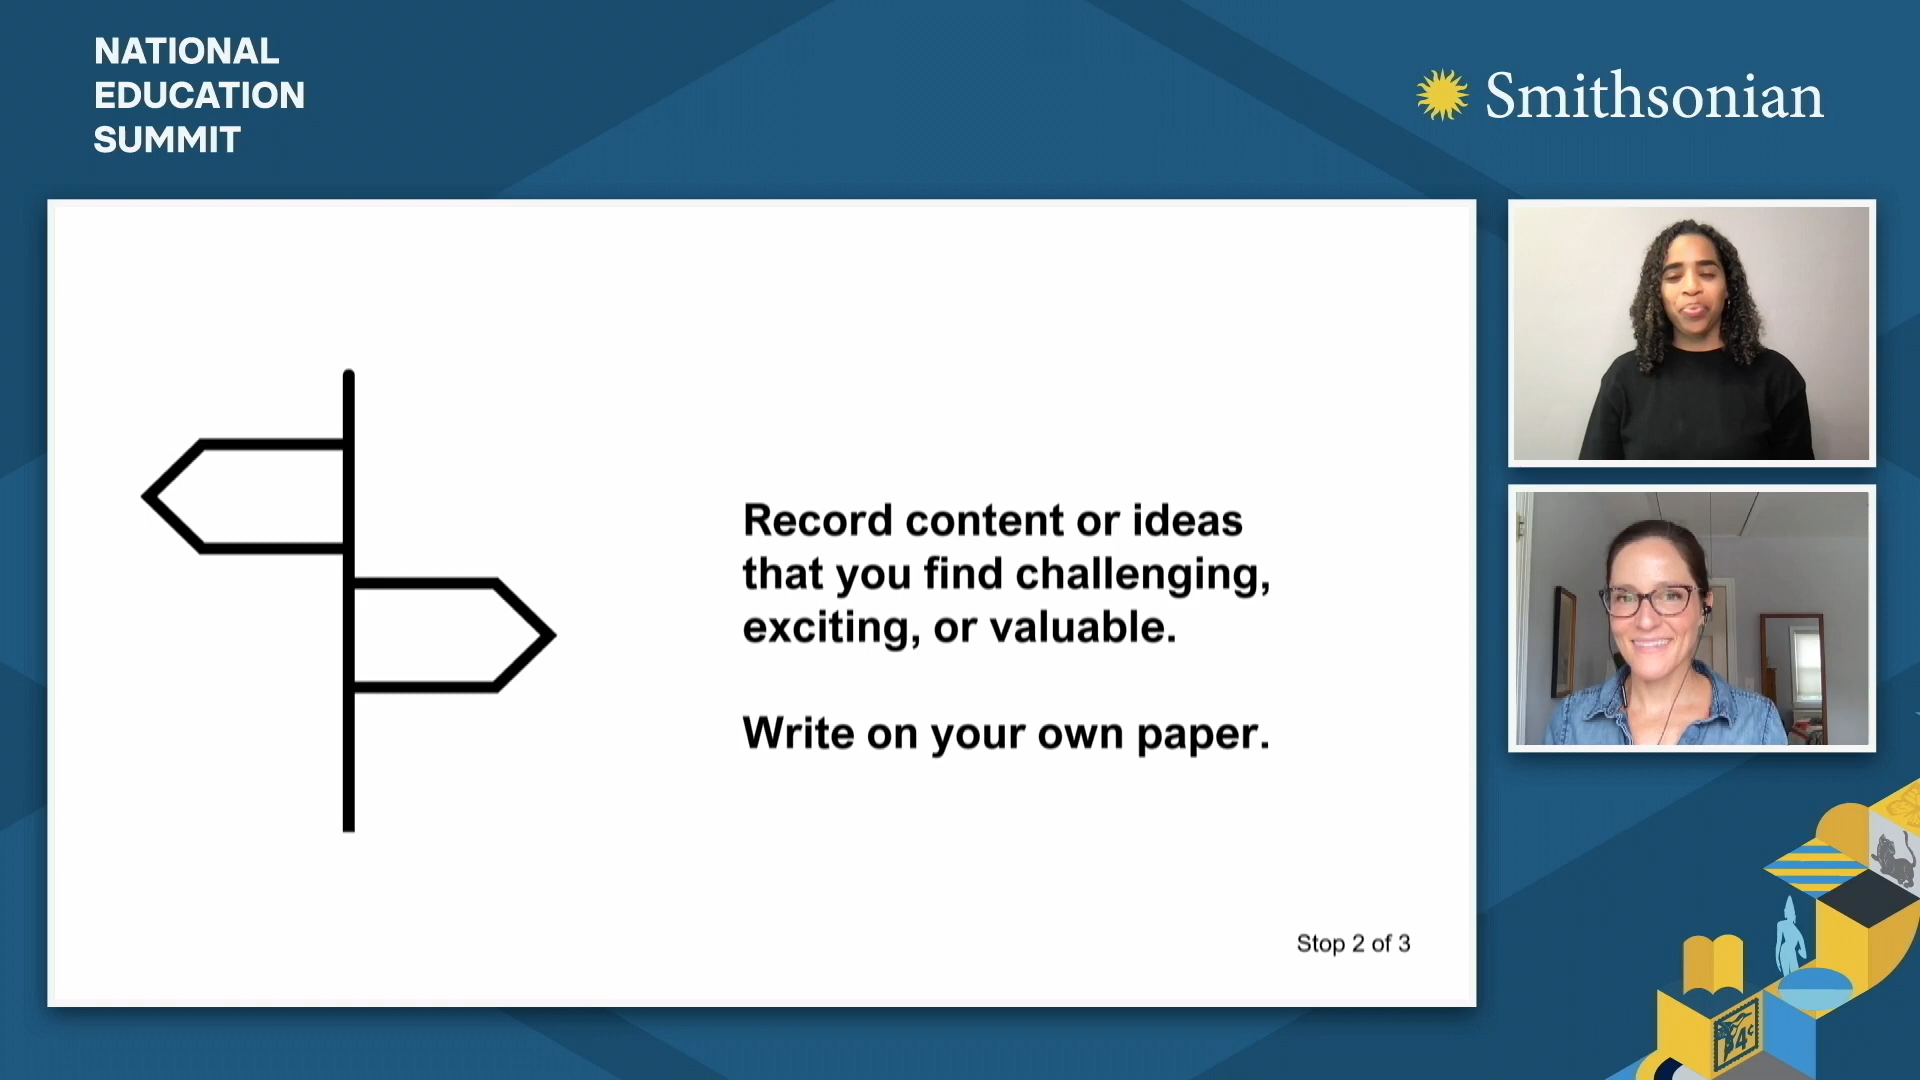 NATIONAL
EDUCATION
SUMMIT
Smithsonian
Record content or ideas
that you find challenging,
exciting, or valuable.
Write on your own paper.
Stop 2 of 3
4¢